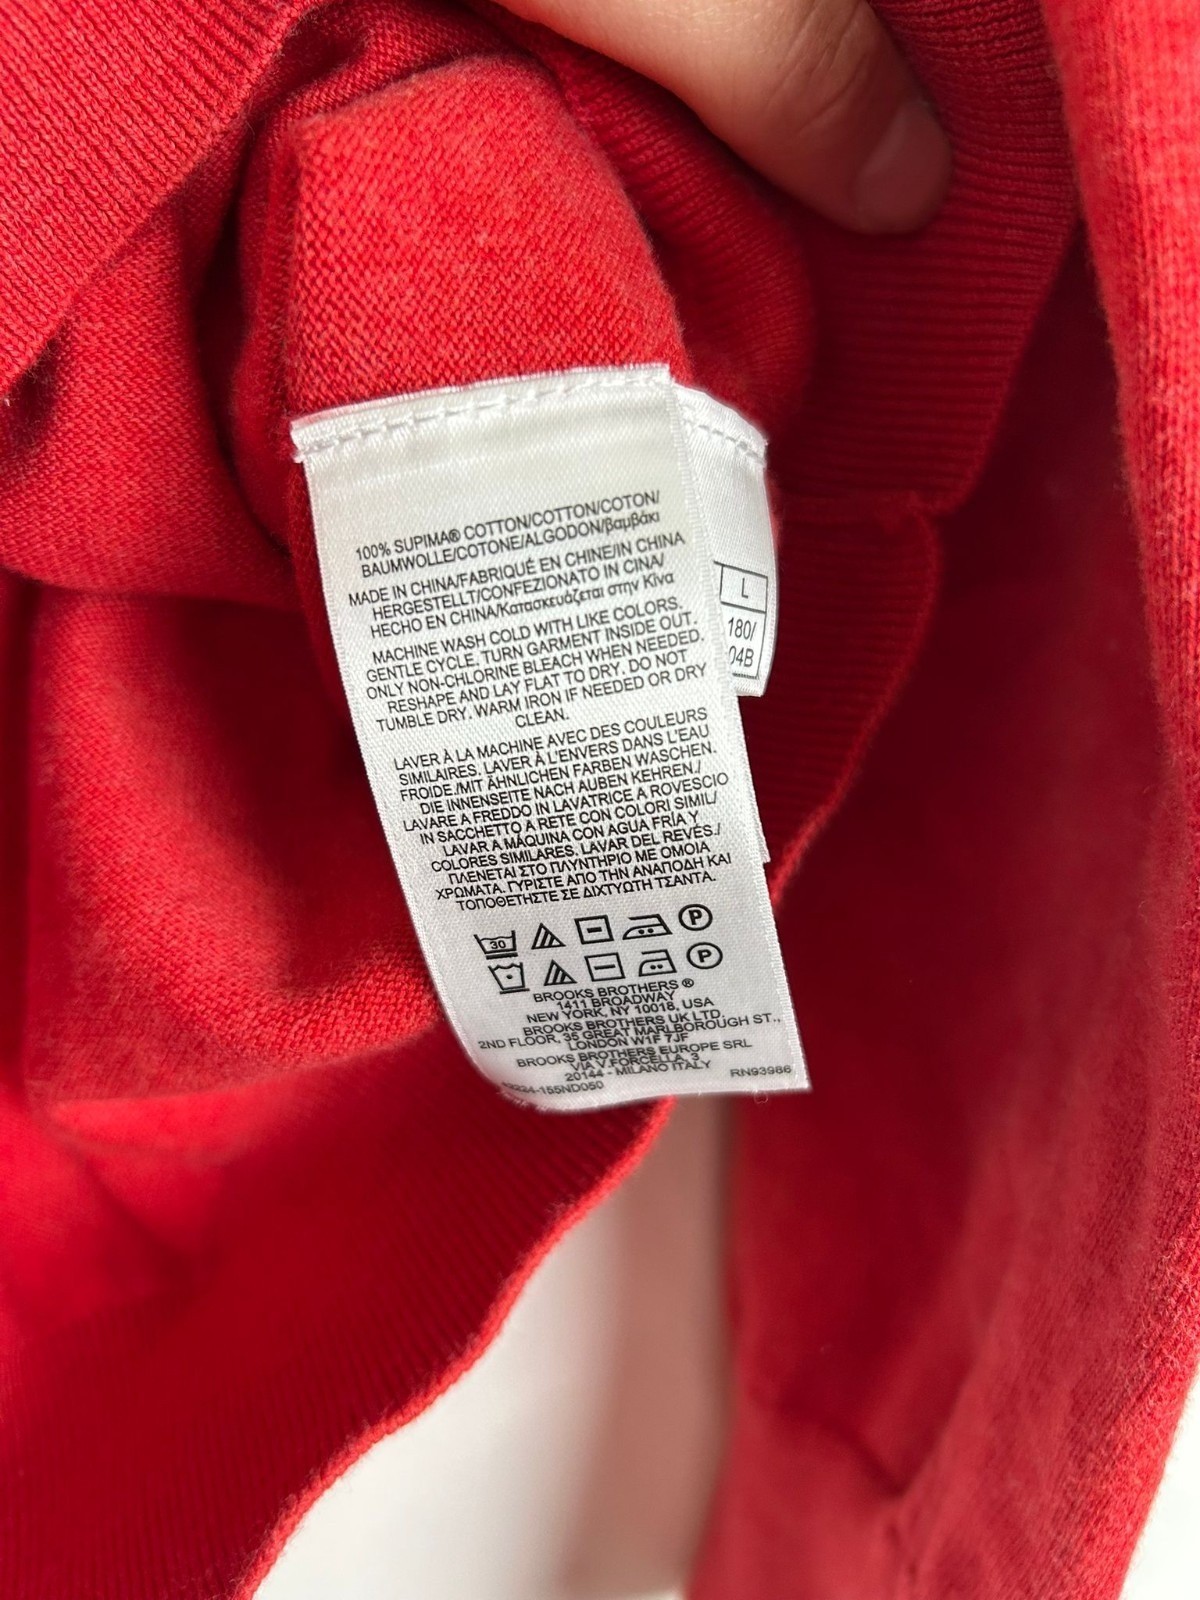 100% SUPIMA® COTTON/COTTON/COTON/
BAUMWOLLE/COTONE/ALGODON/βαμβάκι
MADE IN CHINA/FABRIQUÉ EN CHINE/IN CHINA
HERGESTELLT/CONFEZIONATO IN CINA/
HECHO EN CHINA/Κατασκευάζεται στην Κίνα
MACHINE WASH COLD WITH LIKE COLORS.
GENTLE CYCLE. TURN GARMENT INSIDE OUT.
ONLY NON-CHLORINE BLEACH WHEN NEEDED.
RESHAPE AND LAY FLAT TO DRY. DO NOT
TUMBLE DRY. WARM IRON IF NEEDED OR DRY
CLEAN.
LAVER À LA MACHINE AVEC DES COULEURS
SIMILAIRES. LAVER À L'ENVERS DANS L'EAU
FROIDE./MIT ÄHNLICHEN FARBEN WASCHEN.
DIE INNENSEITE NACH AUBEN KEHREN./
LAVARE A FREDDO IN LAVATRICE A ROVESCIO
IN SACCHETTO A RETE CON COLORI SIMIL/
LAVAR A MÁQUINA CON AGUA FRÍA Y
COLORES SIMILARES. LAVAR DEL REVÉS./
ΠΛΕΝΕΤΑΙ ΣΤΟ ΠΛΥΝΤΗΡΙΟ ΜΕ ΟΜΟΙΑ
ΧΡΩΜΑΤΑ. ΓΥΡΙΣΤΕ ΑΠΟ ΤΗΝ ΑΝΑΠΟΔΗ ΚΑΙ
ΤΟΠΟΘΕΤΗΣΤΕ ΣΕ ΔΙΧΤΥΩΤΗ ΤΣΑΝΤΑ.
30 P
P
BROOKS BROTHERS ®
1411 BROADWAY
NEW YORK, NY 10018, USA
BROOKS BROTHERS UK LTD.
2ND FLOOR, 35 GREAT MARLBOROUGH ST.,
LONDON W1F 7JF
BROOKS BROTHERS EUROPE SRL
VIA V.FORCELLA, 3
20144 - MILANO ITALY
RN93986
L
180/
04B